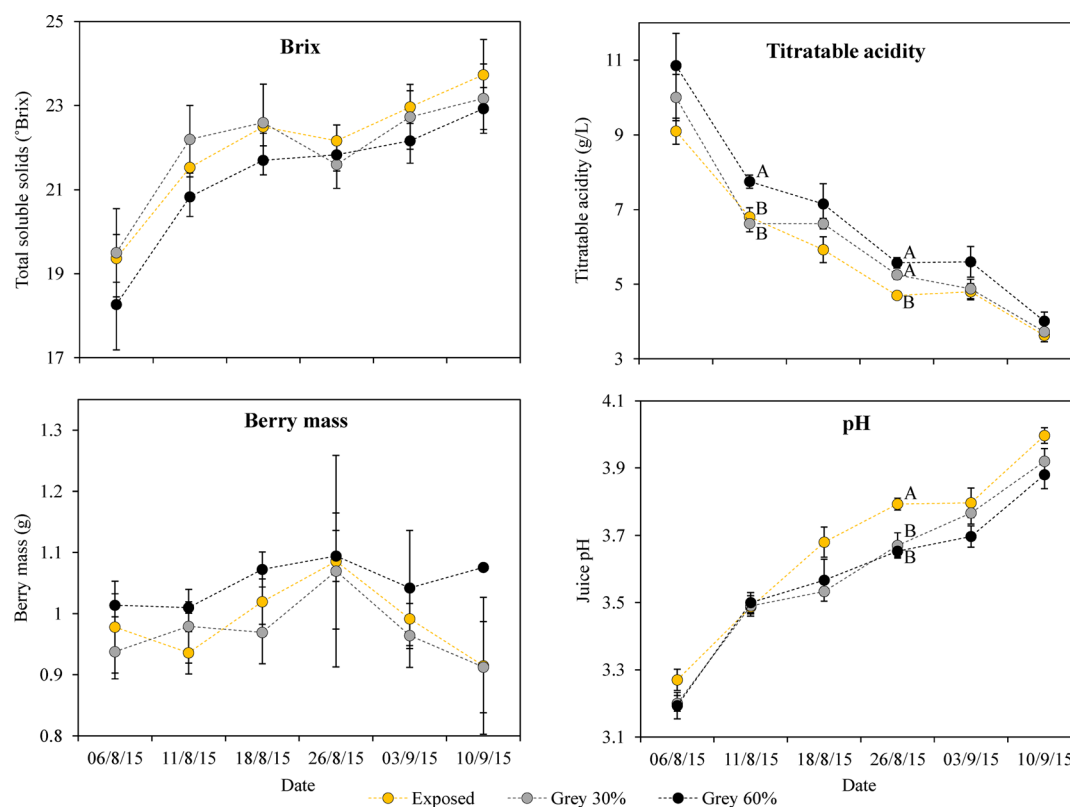 Brix
Total soluble solids (˚Brix)
25
23
21
19
17
Titratable acidity
Titratable acidity (g/L)
11
9
7
5
3
A
B
B
A
A
B
Berry mass
Berry mass (g)
1.3
1.2
1.1
1
0.9
0.8
06/8/15 11/8/15 18/8/15 26/8/15 03/9/15 10/9/15
Date
pH
Juice pH
4.1
3.9
3.7
3.5
3.3
3.1
A
B
B
06/8/15 11/8/15 18/8/15 26/8/15 03/9/15 10/9/15
Date
Exposed Grey 30% Grey 60%